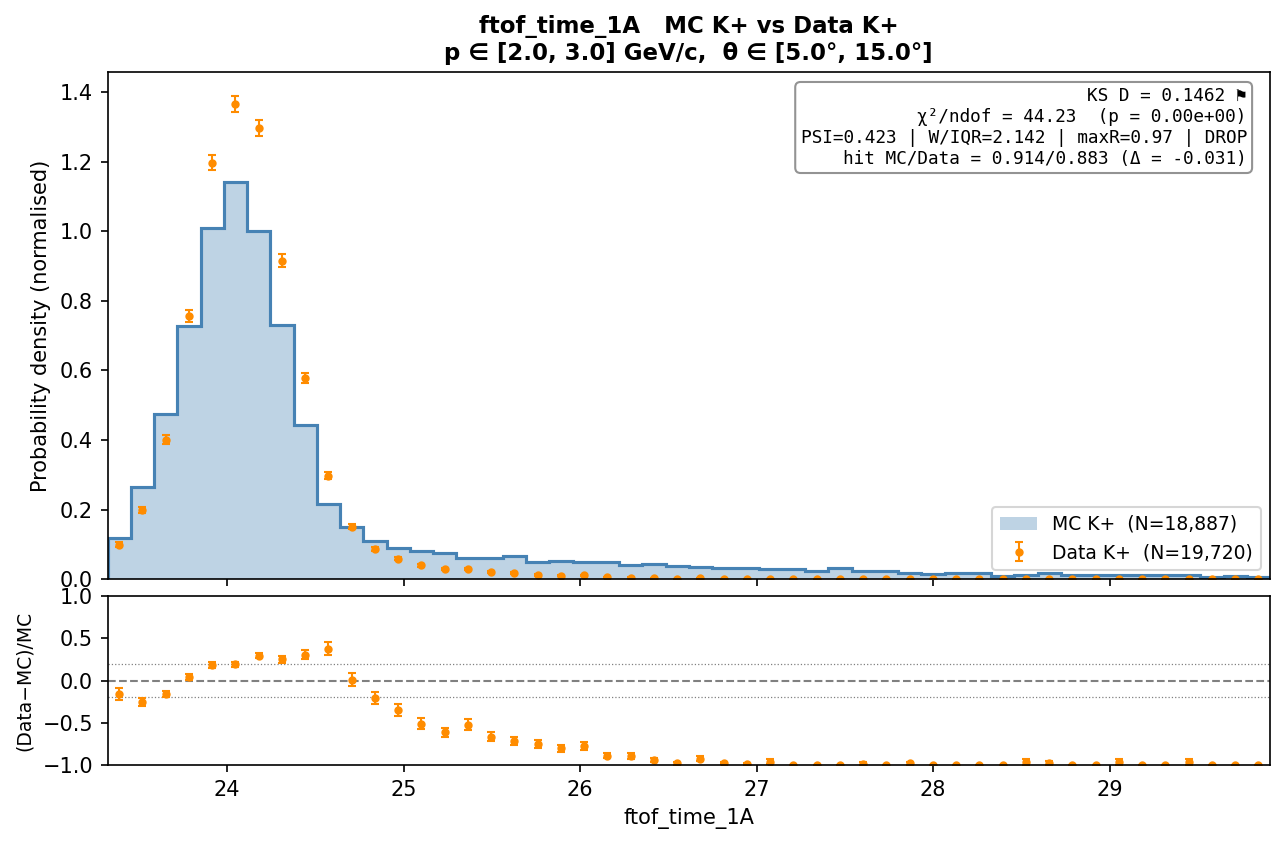 ftof_time_1A   MC K+ vs Data K+
p ∈ [2.0, 3.0] GeV/c,  θ ∈ [5.0°, 15.0°]
KS D = 0.1462 ⚑
χ²/ndof = 44.23  (p = 0.00e+00)
PSI=0.423 | W/IQR=2.142 | maxR=0.97 | DROP
hit MC/Data = 0.914/0.883 (Δ = -0.031)
Probability density (normalised)
1.4
1.2
1.0
0.8
0.6
0.4
0.2
0.0
MC K+  (N=18,887)
Data K+  (N=19,720)
(Data−MC)/MC
1.0
0.5
0.0
−0.5
−1.0
24 25 26 27 28 29
ftof_time_1A